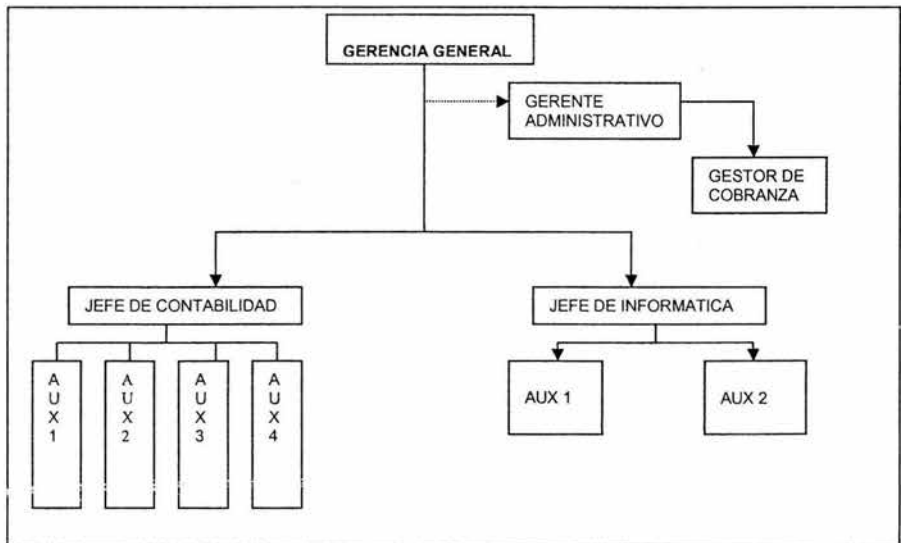 GERENCIA GENERAL
GERENTE
ADMINISTRATIVO
GESTOR DE
COBRANZA
JEFE DE CONTABILIDAD
JEFE DE INFORMATICA
A
U
X
1
A
U
X
2
A
U
X
3
A
U
X
4
AUX 1
AUX 2